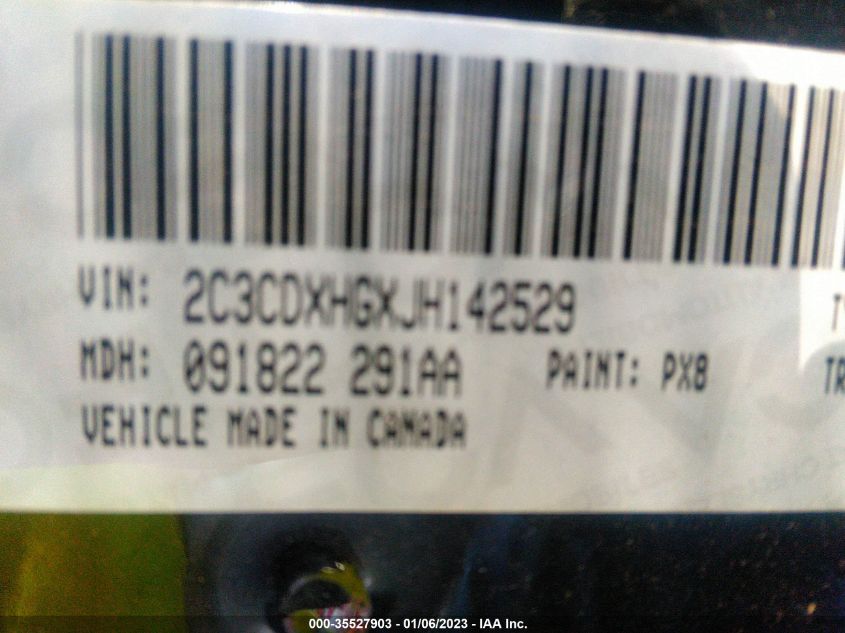 VIN: 2C3CDXHGXJH142529
MDH: 091822 291AA PAINT: PX8
VEHICLE MADE IN CANADA
000-35527903 - 01/06/2023 - IAA Inc.